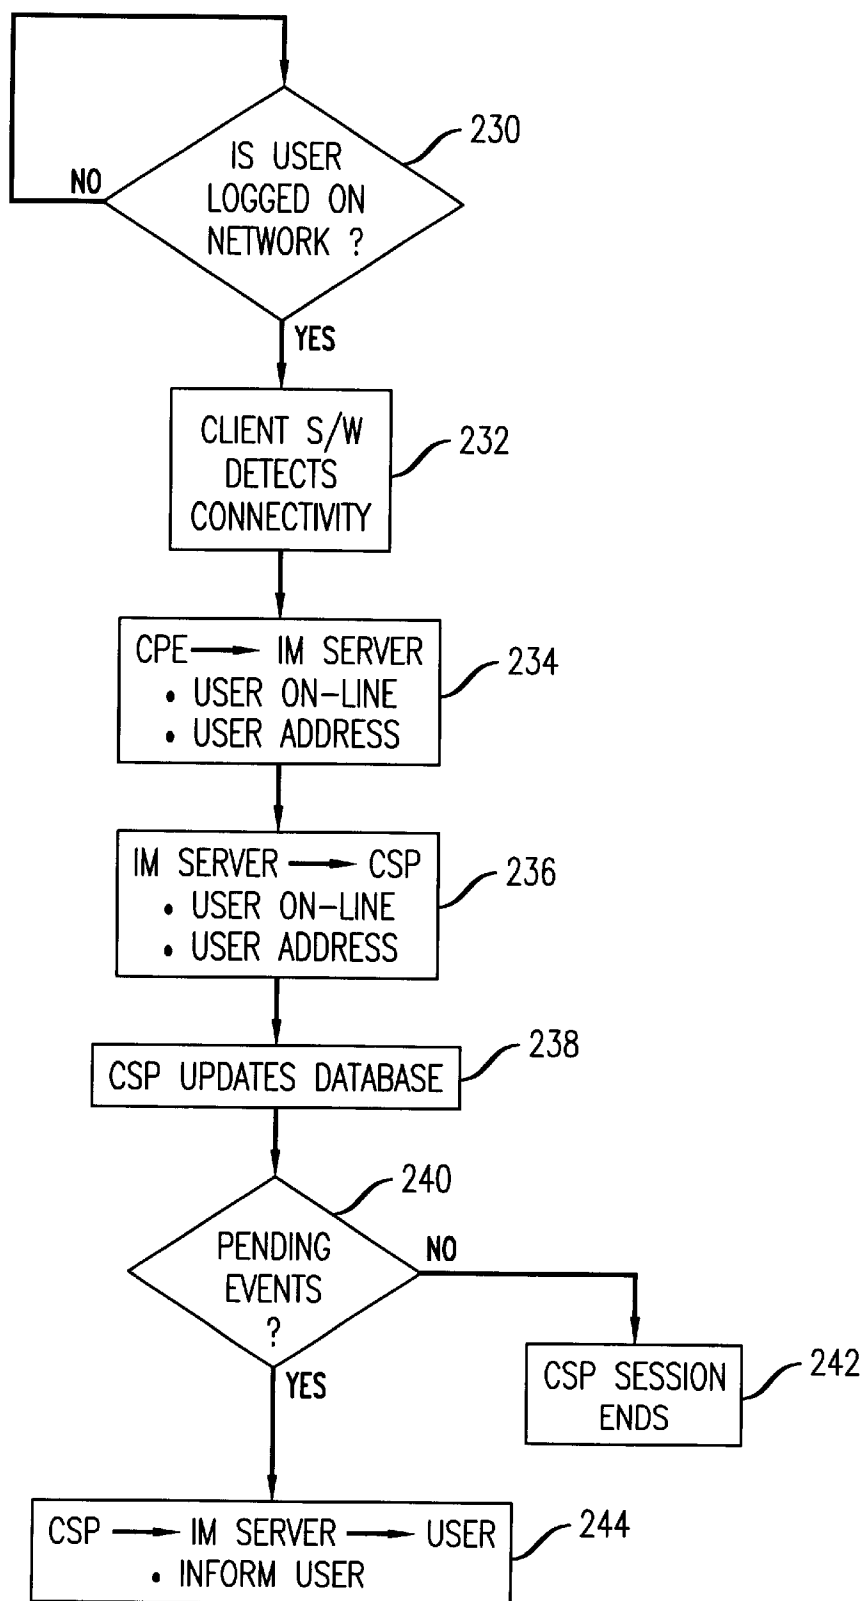 230
IS USER
LOGGED ON
NETWORK ?
NO
YES
CLIENT S/W
DETECTS
CONNECTIVITY
232
CPE IM SERVER
• USER ON-LINE
• USER ADDRESS
234
IM SERVER CSP
• USER ON-LINE
• USER ADDRESS
236
CSP UPDATES DATABASE
238
240
PENDING
EVENTS
?
NO
YES
CSP SESSION
ENDS
242
CSP IM SERVER USER
• INFORM USER
244